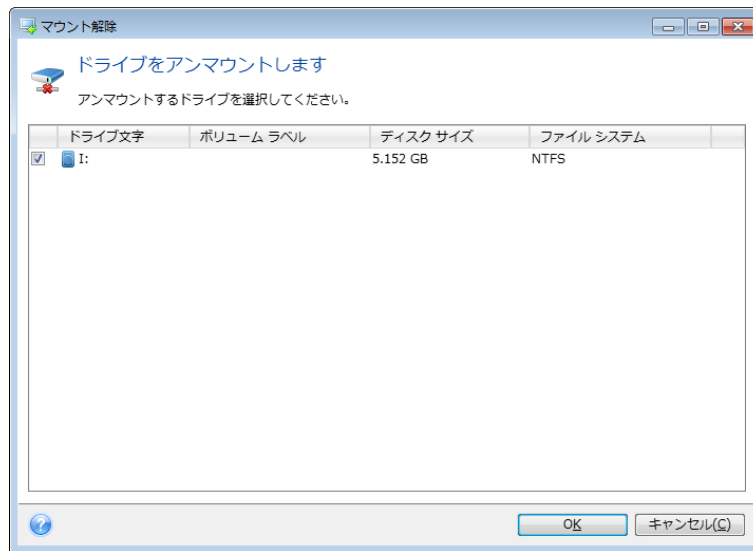 マウント解除
ドライブをアンマウントします
アンマウントするドライブを選択してください。
ドライブ文字 ボリューム ラベル ディスク サイズ ファイル システム
I: 5.152 GB NTFS
OK キャンセル(C)